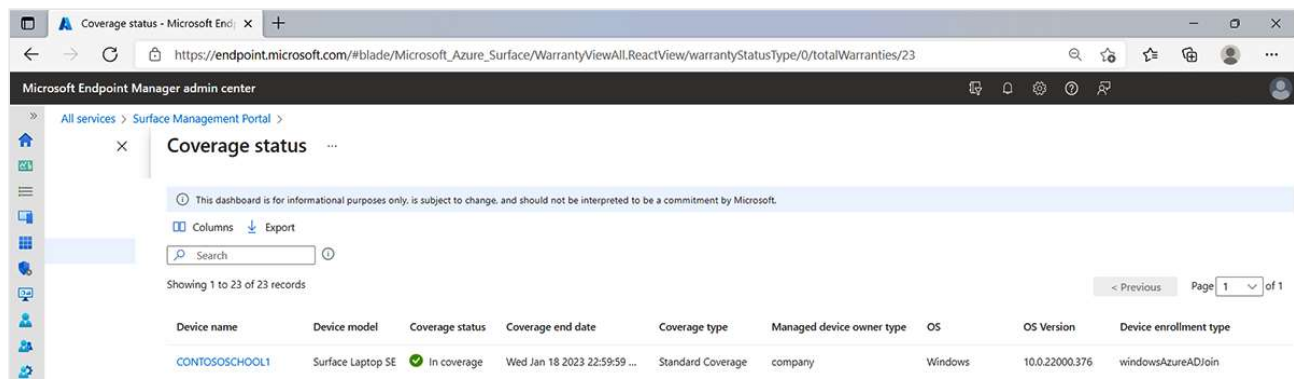 Coverage status - Microsoft End
https://endpoint.microsoft.com/#blade/Microsoft_Azure_Surface/WarrantyViewAll.ReactView/warrantyStatusType/0/totalWarranties/23
Microsoft Endpoint Manager admin center
All services > Surface Management Portal >
Coverage status ...
This dashboard is for informational purposes only, is subject to change, and should not be interpreted to be a commitment by Microsoft.
Columns Export
Search
Showing 1 to 23 of 23 records
< Previous Page 1 of 1
Device name Device model Coverage status Coverage end date Coverage type Managed device owner type OS OS Version Device enrollment type
CONTOSOSCHOOL1 Surface Laptop SE In coverage Wed Jan 18 2023 22:59:59 ... Standard Coverage company Windows 10.0.22000.376 windowsAzureADJoin